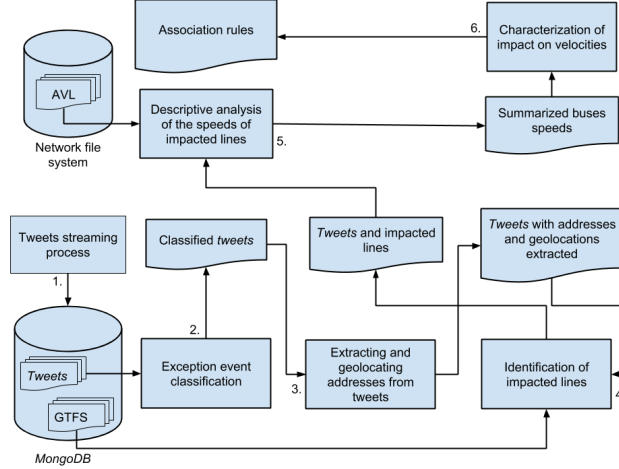 Association rules
6.
Characterization of
impact on velocities
AVL
Network file
system
Descriptive analysis
of the speeds of
impacted lines
5.
Summarized buses
speeds
Tweets streaming
process
1.
Classified tweets
Tweets and impacted
lines
Tweets with addresses
and geolocations
extracted
2.
Tweets
GTFS
MongoDB
Exception event
classification
3.
Extracting and
geolocating
addresses from
tweets
Identification of
impacted lines
4